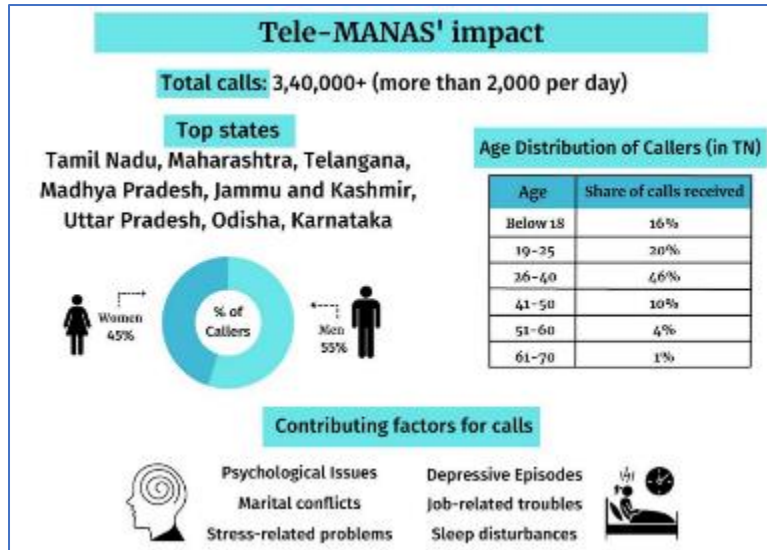 Tele-MANAS' impact
Total calls: 3,40,000+ (more than 2,000 per day)
Top states
Tamil Nadu, Maharashtra, Telangana,
Madhya Pradesh, Jammu and Kashmir,
Uttar Pradesh, Odisha, Karnataka
Women
45%
% of
Callers
Men
55%
Age Distribution of Callers (in TN)
Age Share of calls received
Below 18 16%
19-25 20%
26-40 46%
41-50 10%
51-60 4%
61-70 1%
Contributing factors for calls
Psychological Issues
Marital conflicts
Stress-related problems
Depressive Episodes
Job-related troubles
Sleep disturbances